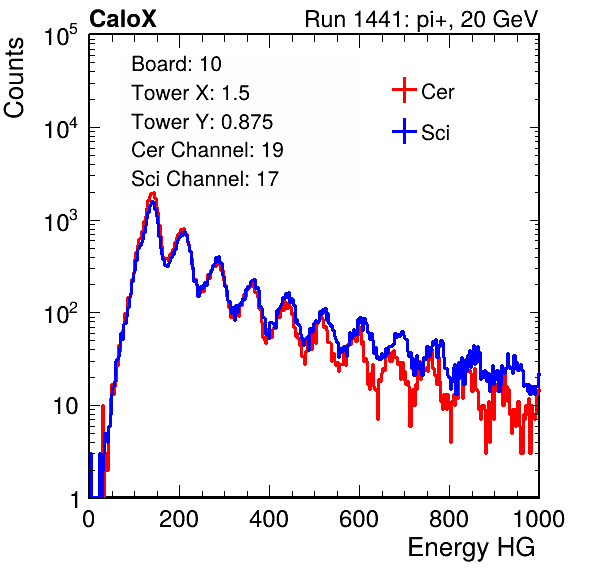 CaloX Run 1441: pi+, 20 GeV
Board: 10
Tower X: 1.5
Tower Y: 0.875
Cer Channel: 19
Sci Channel: 17
Cer
Sci
Counts
10^5
10^4
10^3
10^2
10
1
0 200 400 600 800 1000
Energy HG